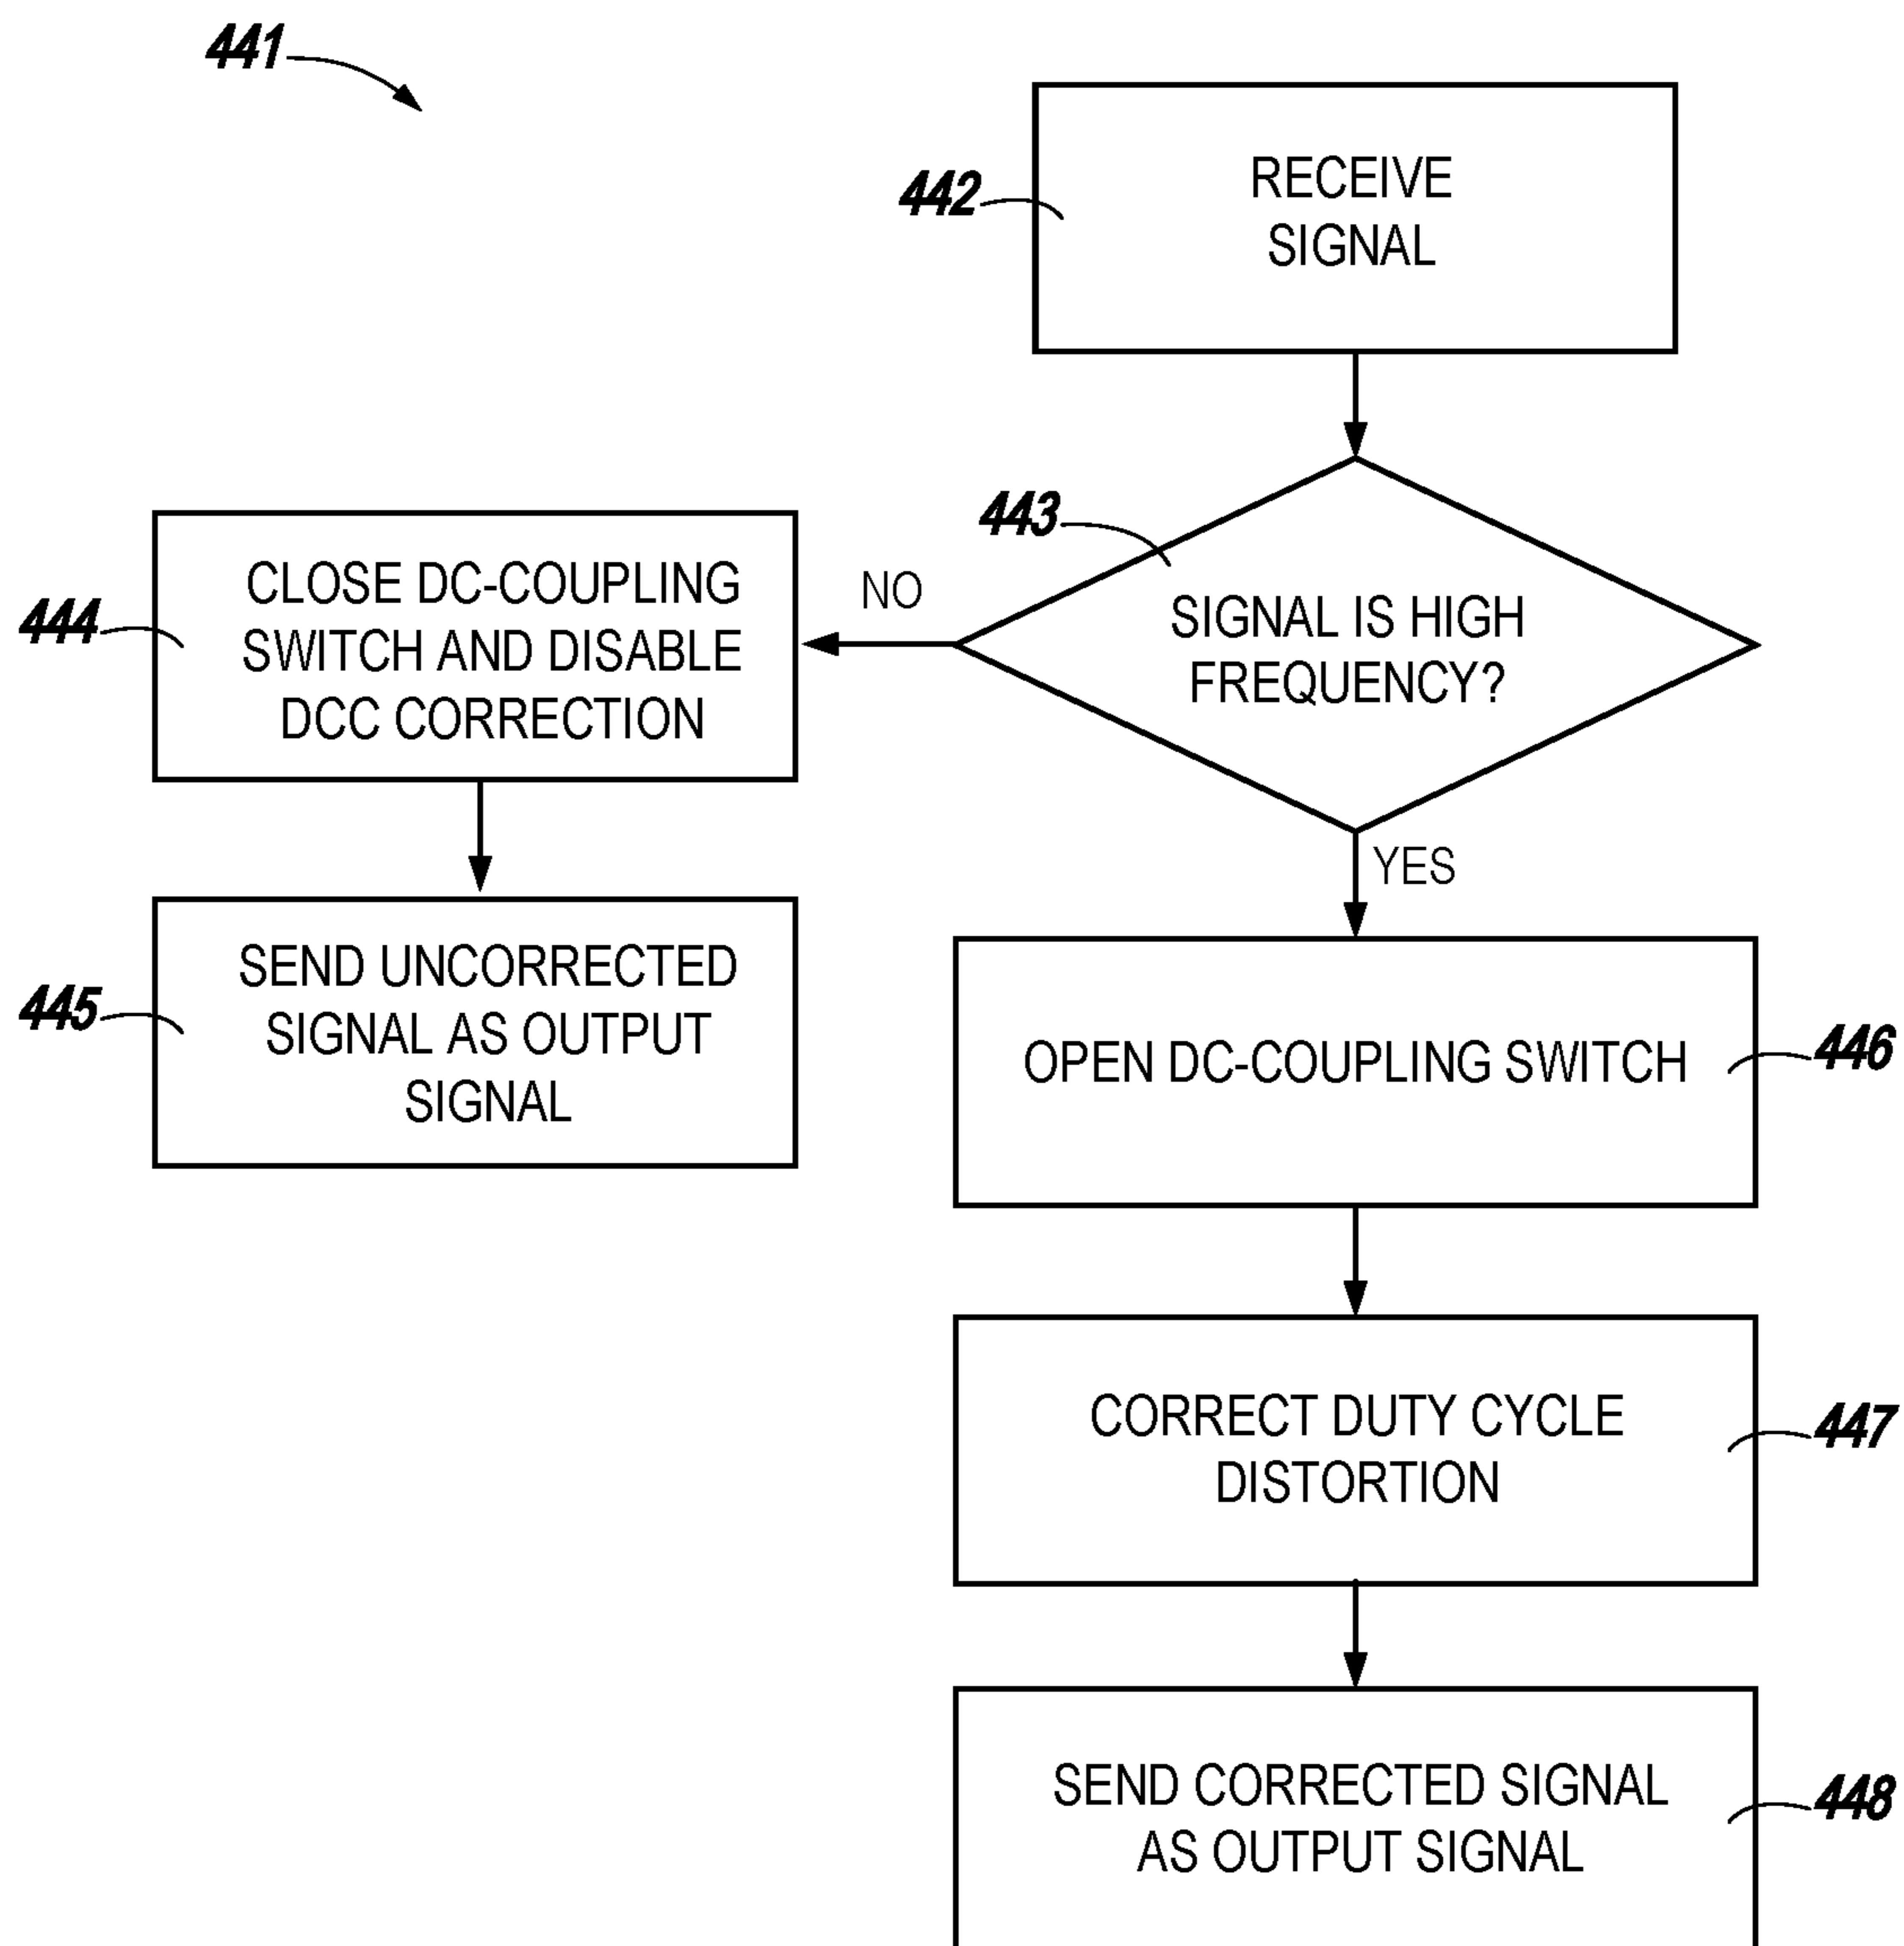 441
442
RECEIVE
SIGNAL
443
SIGNAL IS HIGH
FREQUENCY?
NO
444
CLOSE DC-COUPLING
SWITCH AND DISABLE
DCC CORRECTION
445
SEND UNCORRECTED
SIGNAL AS OUTPUT
SIGNAL
YES
OPEN DC-COUPLING SWITCH
446
CORRECT DUTY CYCLE
DISTORTION
447
SEND CORRECTED SIGNAL
AS OUTPUT SIGNAL
448